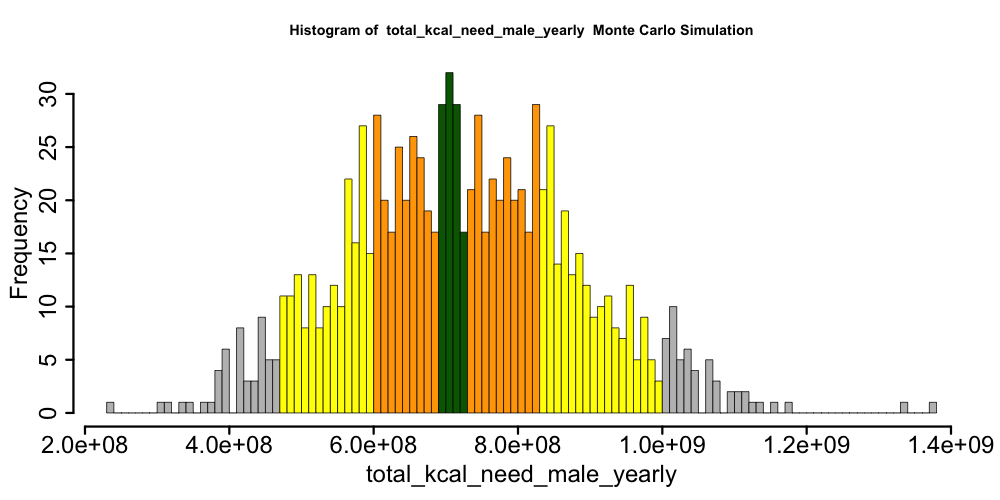 Histogram of total_kcal_need_male_yearly Monte Carlo Simulation
Frequency
30
25
20
15
10
5
0
2.0e+08 4.0e+08 6.0e+08 8.0e+08 1.0e+09 1.2e+09 1.4e+09
total_kcal_need_male_yearly